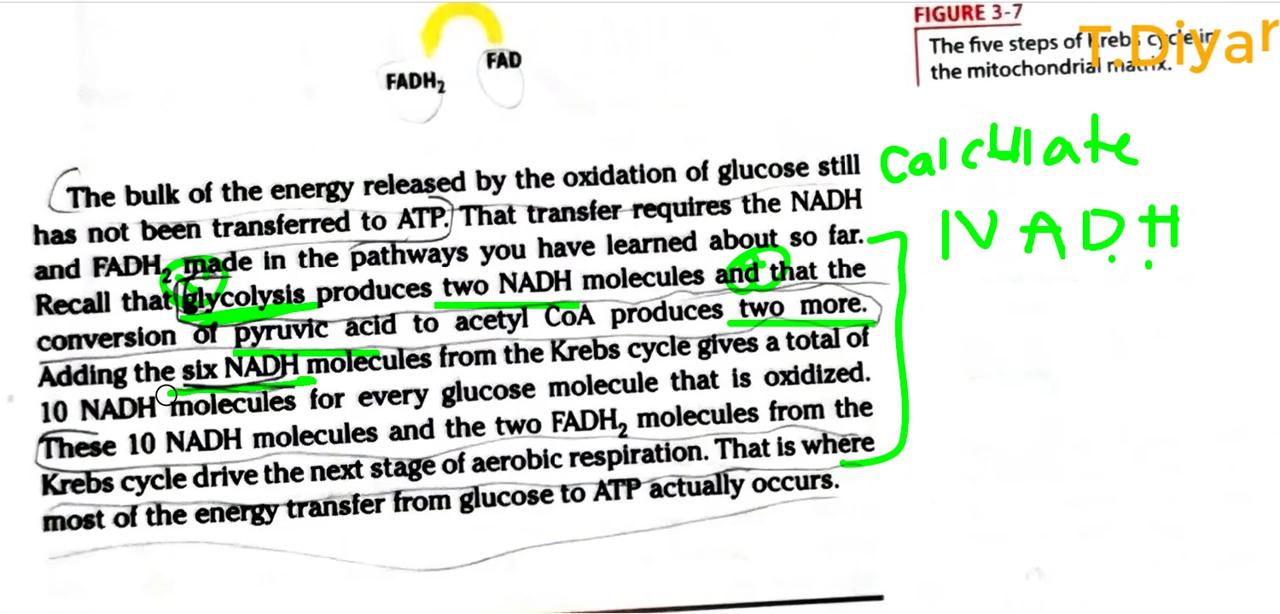 FIGURE 3-7
The five steps of Krebs cycle in
the mitochondrial matrix.
T.Diyar
FADH₂
FAD
The bulk of the energy released by the oxidation of glucose still
has not been transferred to ATP. That transfer requires the NADH
and FADH₂ made in the pathways you have learned about so far.
Recall that glycolysis produces two NADH molecules and that the
conversion of pyruvic acid to acetyl CoA produces two more.
Adding the six NADH molecules from the Krebs cycle gives a total of
10 NADH molecules for every glucose molecule that is oxidized.
These 10 NADH molecules and the two FADH₂ molecules from the
Krebs cycle drive the next stage of aerobic respiration. That is where
most of the energy transfer from glucose to ATP actually occurs.
Calculate
NADH